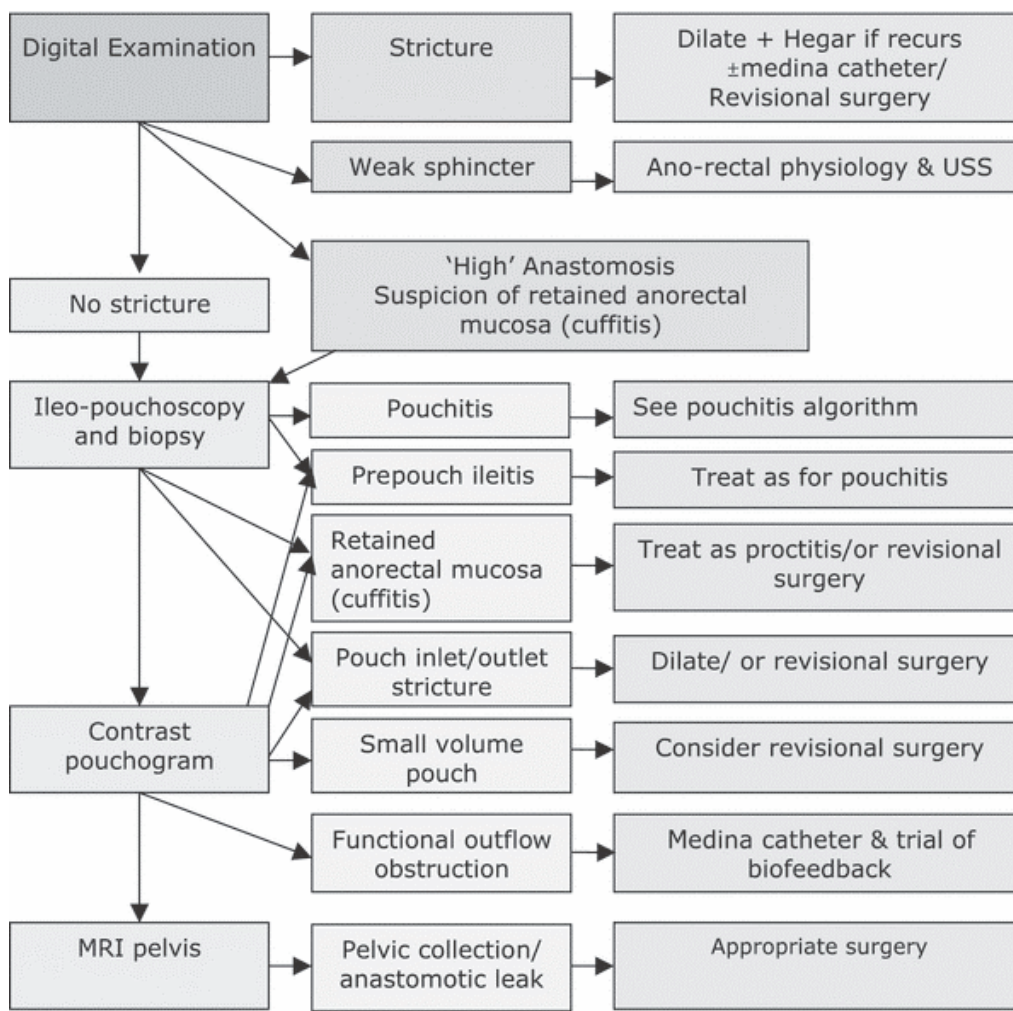 Digital Examination
Stricture
Dilate + Hegar if recurs
±medina catheter/
Revisional surgery
Weak sphincter
Ano-rectal physiology & USS
‘High’ Anastomosis
Suspicion of retained anorectal
mucosa (cuffitis)
No stricture
Ileo-pouchoscopy
and biopsy
Pouchitis
See pouchitis algorithm
Prepouch ileitis
Treat as for pouchitis
Retained
anorectal mucosa
(cuffitis)
Treat as proctitis/or revisional
surgery
Pouch inlet/outlet
stricture
Dilate/ or revisional surgery
Contrast
pouchogram
Small volume
pouch
Consider revisional surgery
Functional outflow
obstruction
Medina catheter & trial of
biofeedback
MRI pelvis
Pelvic collection/
anastomotic leak
Appropriate surgery